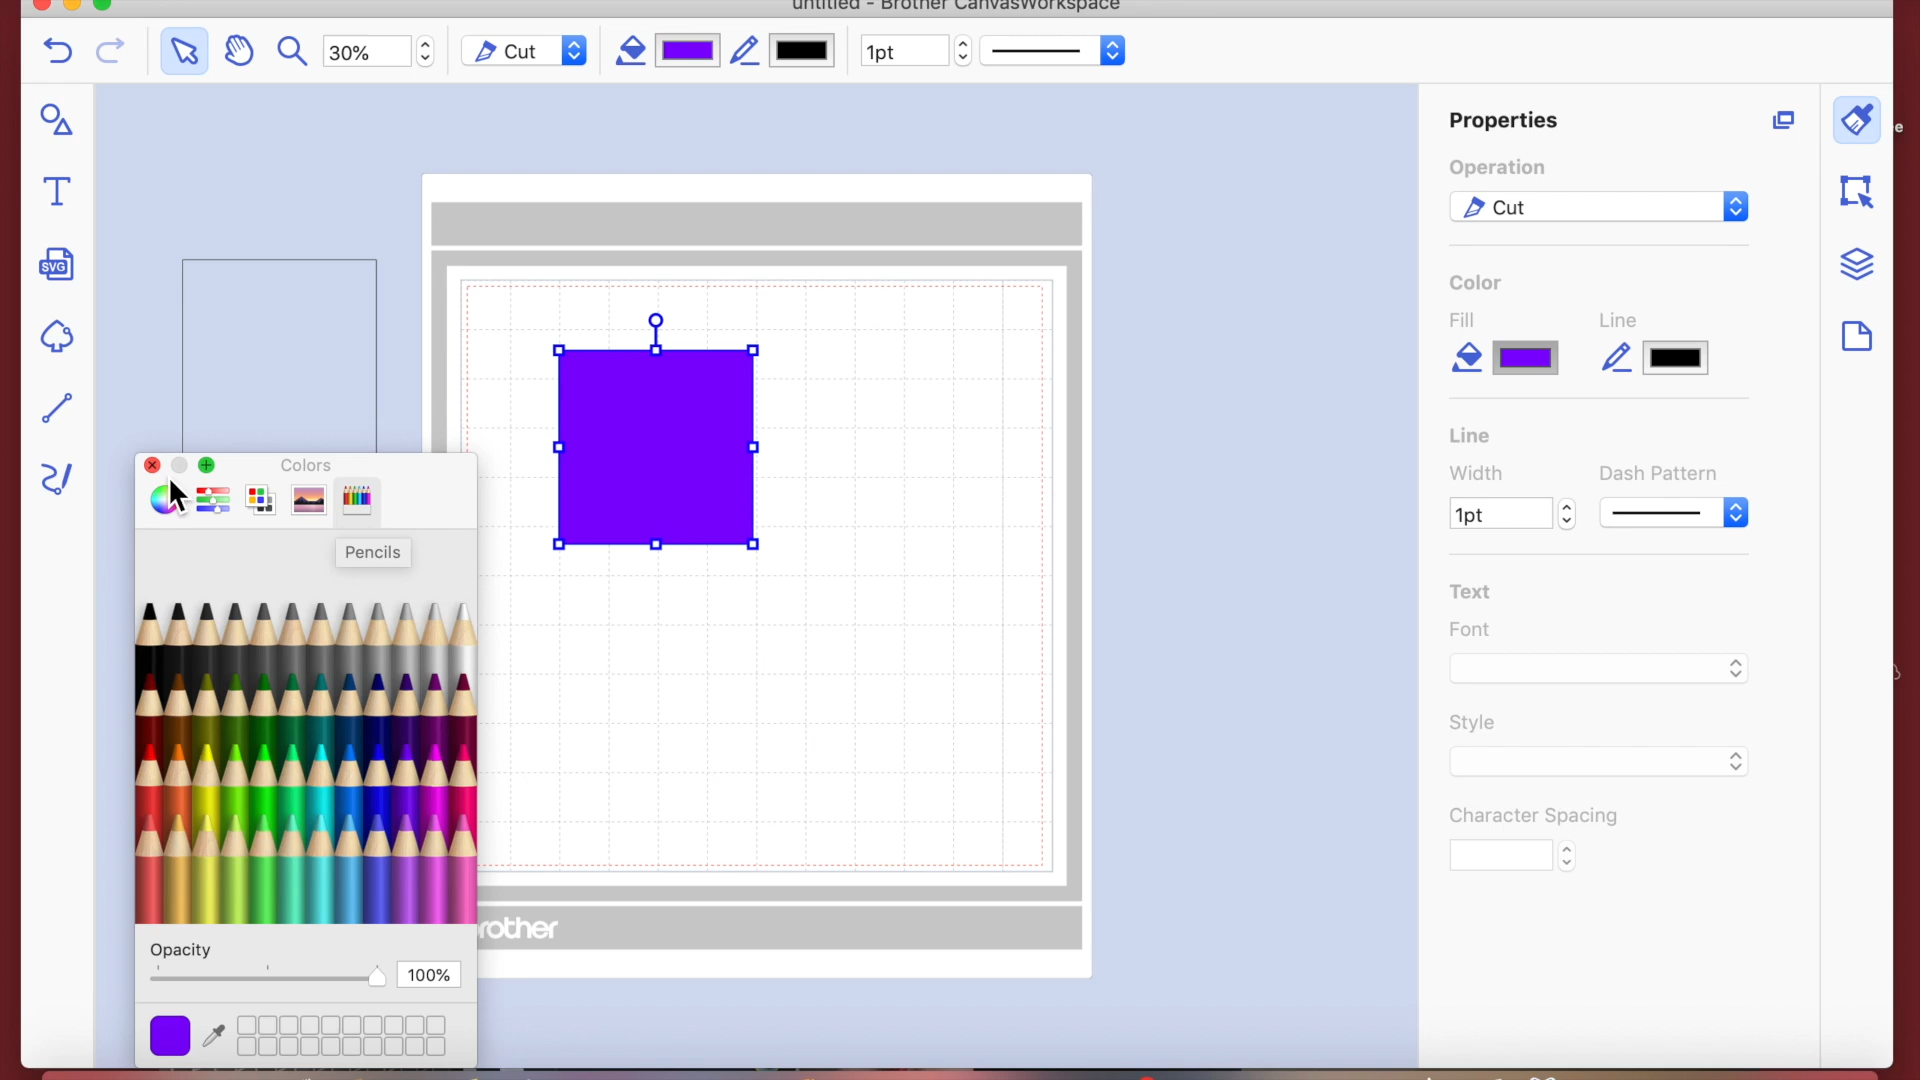 untitled - Brother CanvasWorkspace
30%
Cut
1pt
Properties
Operation
Cut
Color
Fill
Line
Line
Width
Dash Pattern
1pt
Text
Font
Style
Character Spacing
SVG
Colors
Pencils
Opacity
100%
rother